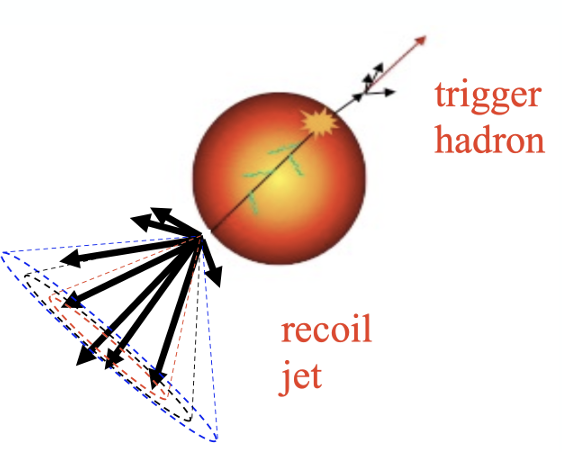 trigger
hadron
recoil
jet